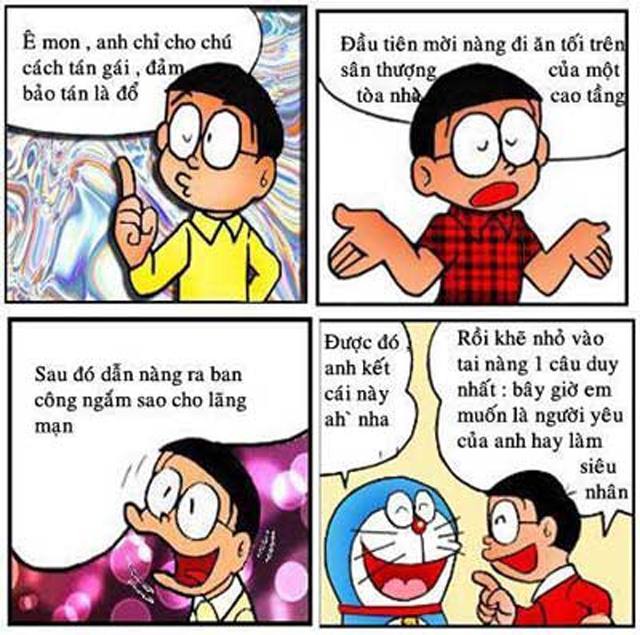 Ê mon , anh chỉ cho chú
cách tán gái , đảm
bảo tán là đổ
Đầu tiên mời nàng đi ăn tối trên
sân thượng của một
tòa nhà cao tầng
Sau đó dẫn nàng ra ban
công ngắm sao cho lãng
mạn
Được đó
anh kết
cái này
ah` nha
Rồi khẽ nhỏ vào
tai nàng 1 câu duy
nhất : bây giờ em
muốn là người yêu
của anh hay làm
siêu
nhân